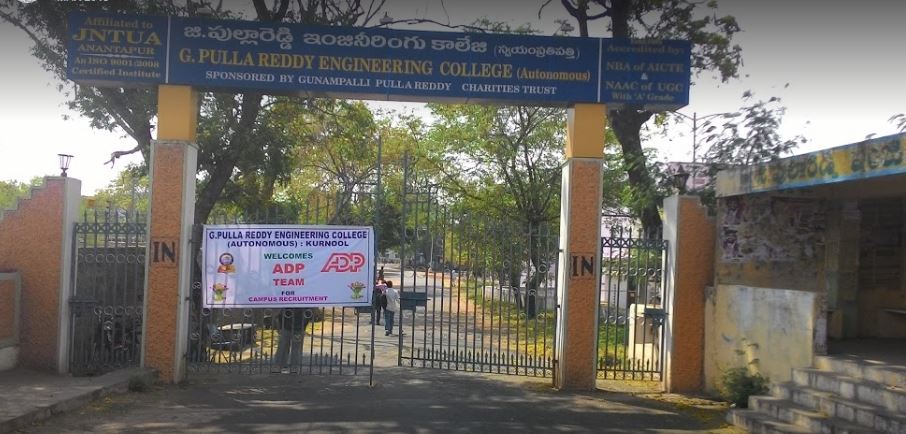 Affiliated to
JNTUA
ANANTAPUR
An ISO 9001:2008
Certified Institute
జి.పుల్లారెడ్డి ఇంజినీరింగు కాలేజి (స్వయంప్రతిపత్తి)
G.PULLA REDDY ENGINEERING COLLEGE (Autonomous)
SPONSORED BY GUNAMPALLI PULLA REDDY CHARITIES TRUST
Accredited by:
NBA of AICTE
&
NAAC of UGC
With 'A' Grade
IN
IN
G.PULLA REDDY ENGINEERING COLLEGE
(AUTONOMOUS) : KURNOOL
WELCOMES
ADP
TEAM
FOR
CAMPUS RECRUITMENT
ADP